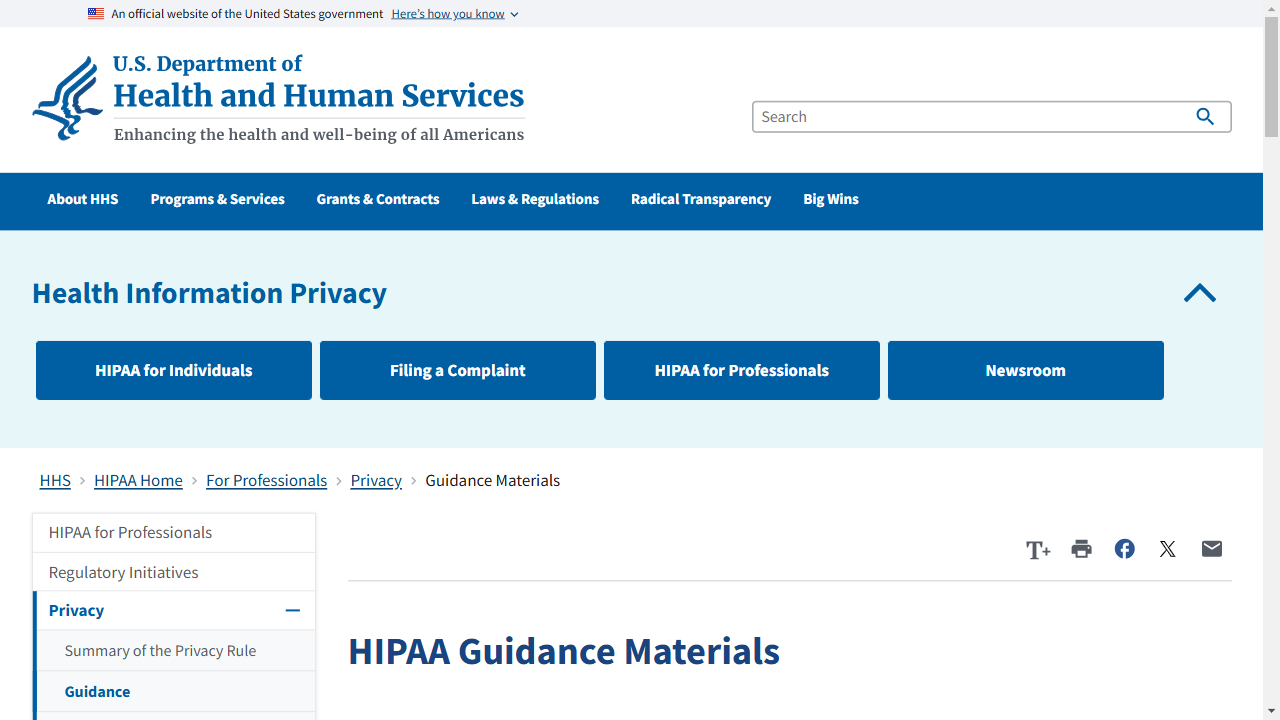 An official website of the United States government Here's how you know
U.S. Department of
Health and Human Services
Enhancing the health and well-being of all Americans
Search
About HHS Programs & Services Grants & Contracts Laws & Regulations Radical Transparency Big Wins
Health Information Privacy
HIPAA for Individuals Filing a Complaint HIPAA for Professionals Newsroom
HHS HIPAA Home For Professionals Privacy Guidance Materials
HIPAA for Professionals
Regulatory Initiatives
Privacy
Summary of the Privacy Rule
Guidance
T+
HIPAA Guidance Materials